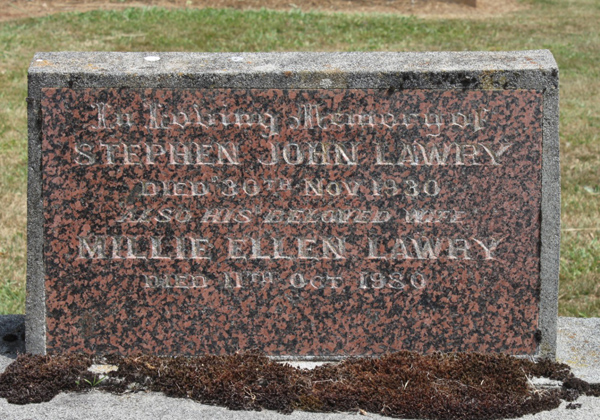 In Loving Memory of
STEPHEN JOHN LAWRY
DIED 30TH NOV 1930
ALSO HIS BELOVED WIFE
MILLIE ELLEN LAWRY
DIED 11TH OCT 1980